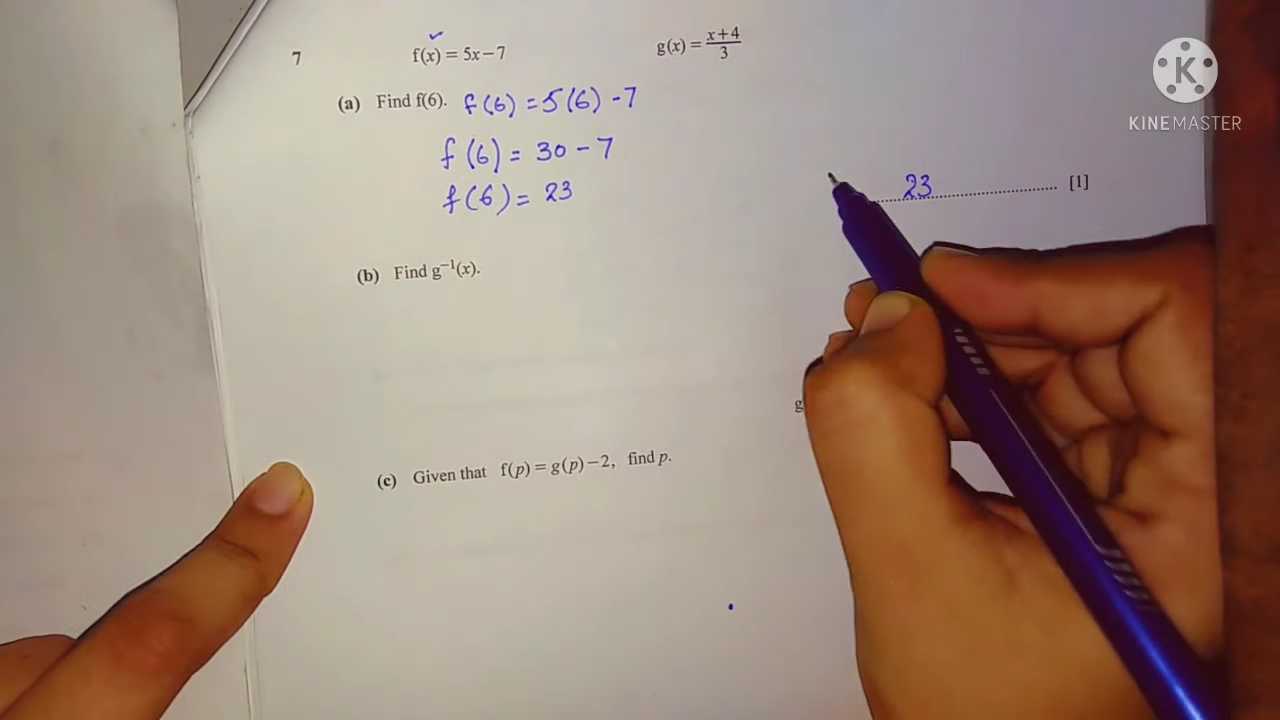 7 f(x) = 5x−7 g(x) = x+4/3
(a) Find f(6). f(6) = 5(6) -7
f(6) = 30 - 7
f(6) = 23
23 [1]
(b) Find g⁻¹(x).
g
(c) Given that f(p) = g(p)−2, find p.
K
KINEMASTER